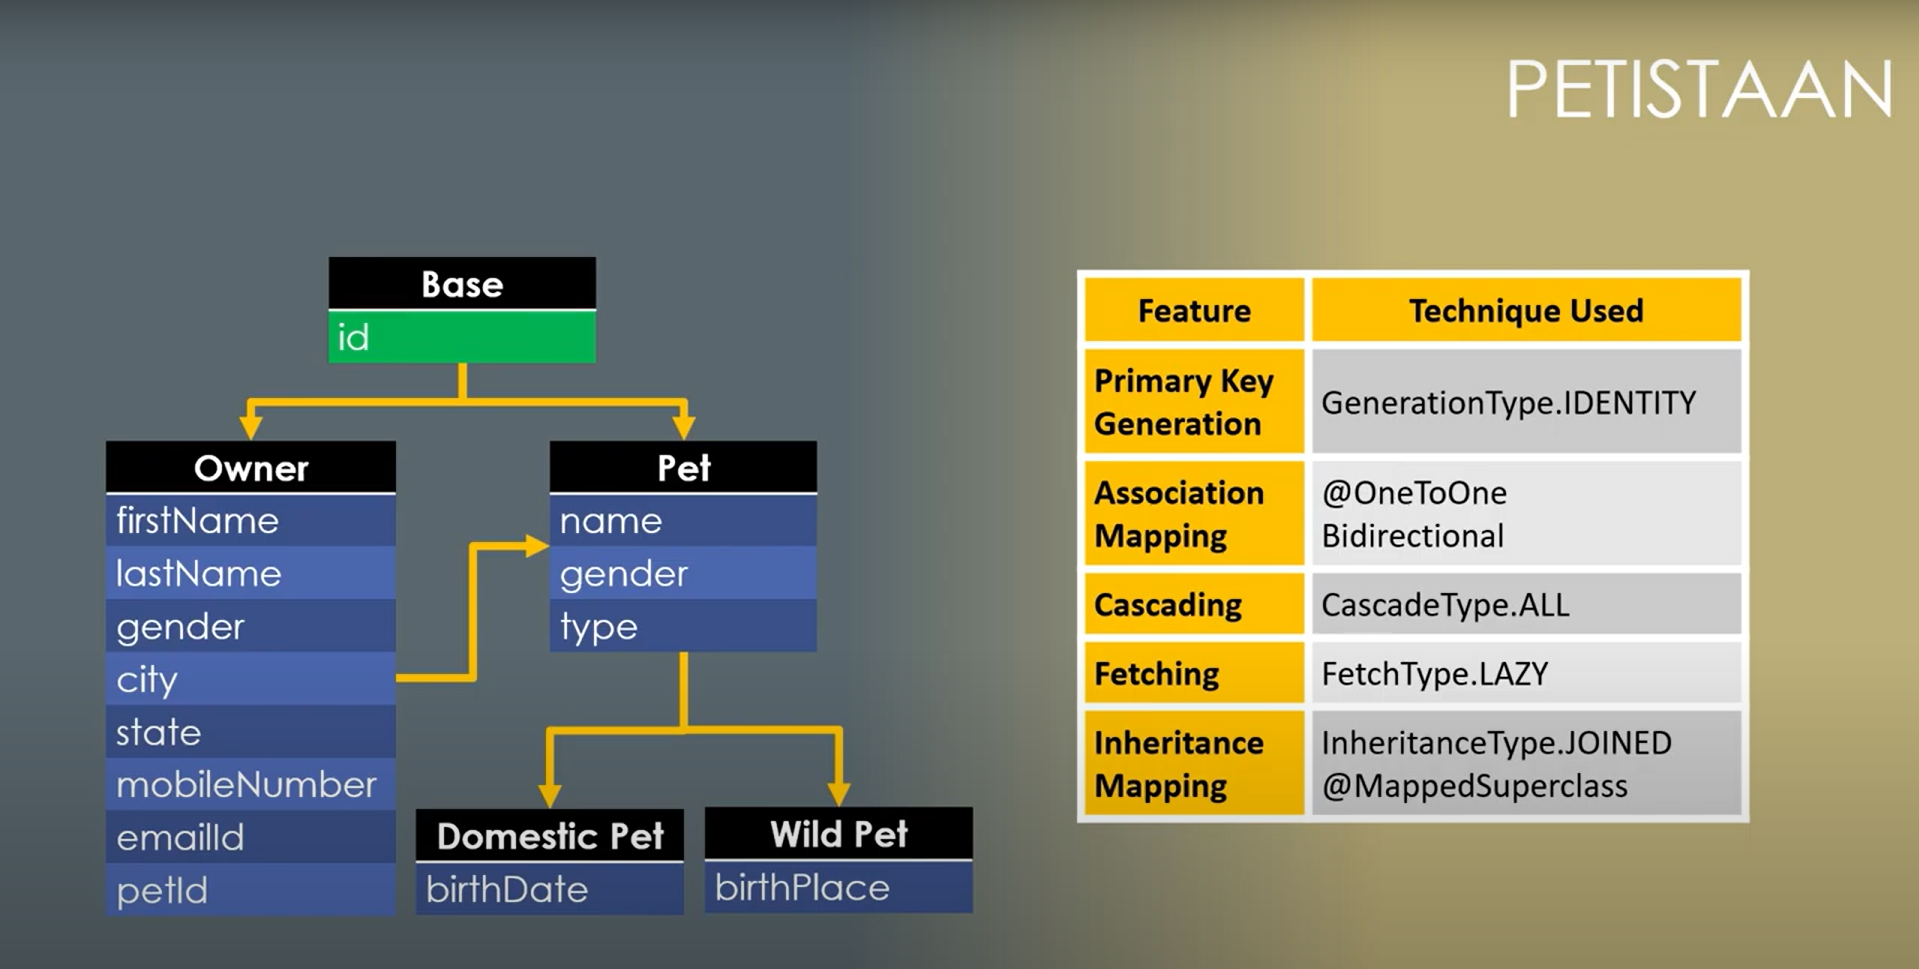 PETISTAAN
Base
id
Owner
firstName
lastName
gender
city
state
mobileNumber
emailId
petId
Pet
name
gender
type
Domestic Pet
birthDate
Wild Pet
birthPlace
Feature
Technique Used
Primary Key
Generation
GenerationType.IDENTITY
Association
Mapping
@OneToOne
Bidirectional
Cascading
CascadeType.ALL
Fetching
FetchType.LAZY
Inheritance
Mapping
InheritanceType.JOINED
@MappedSuperclass